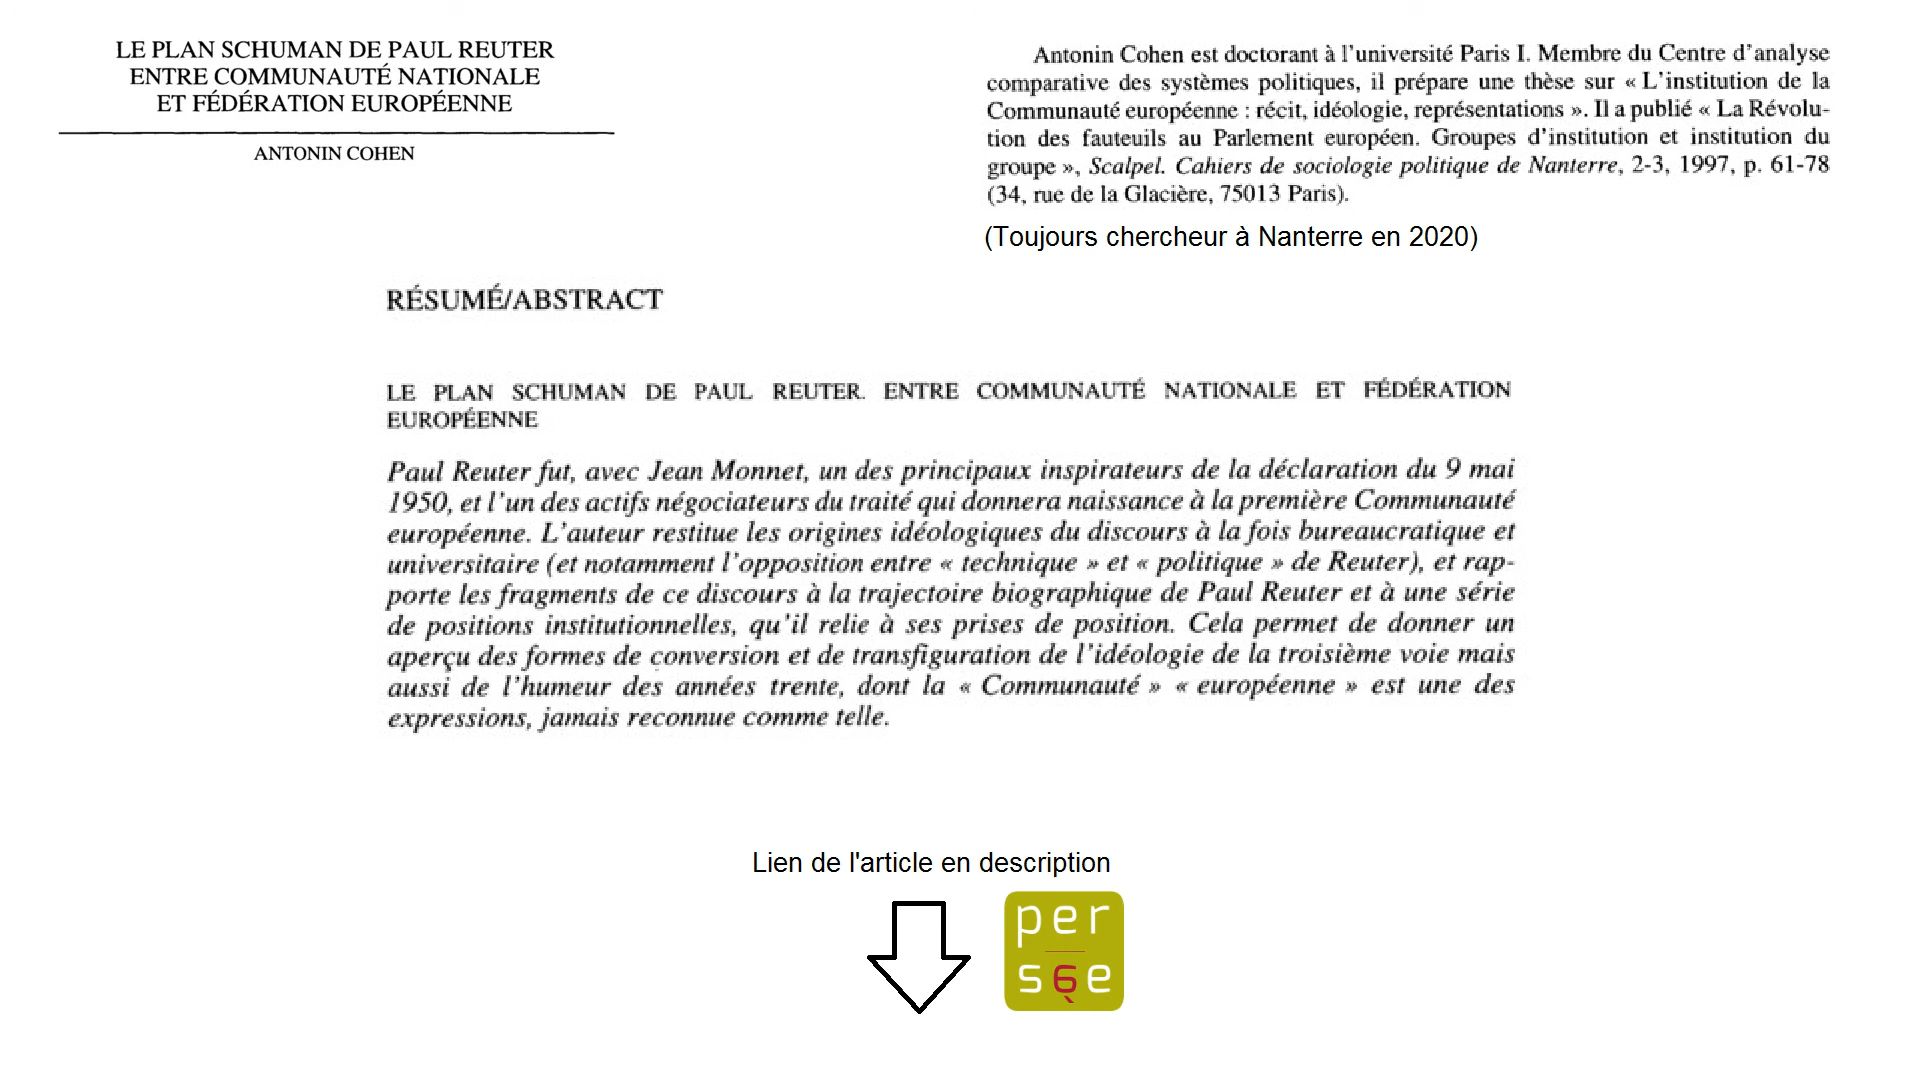 LE PLAN SCHUMAN DE PAUL REUTER
ENTRE COMMUNAUTÉ NATIONALE
ET FÉDÉRATION EUROPÉENNE
ANTONIN COHEN
Antonin Cohen est doctorant à l'université Paris I. Membre du Centre d'analyse
comparative des systèmes politiques, il prépare une thèse sur « L'institution de la
Communauté européenne : récit, idéologie, représentations ». Il a publié « La Révolu-
tion des fauteuils au Parlement européen. Groupes d'institution et institution du
groupe », Scalpel. Cahiers de sociologie politique de Nanterre, 2-3, 1997, p. 61-78
(34, rue de la Glacière, 75013 Paris).
(Toujours chercheur à Nanterre en 2020)
RÉSUMÉ/ABSTRACT
LE PLAN SCHUMAN DE PAUL REUTER. ENTRE COMMUNAUTÉ NATIONALE ET FÉDÉRATION
EUROPÉENNE
Paul Reuter fut, avec Jean Monnet, un des principaux inspirateurs de la déclaration du 9 mai
1950, et l'un des actifs négociateurs du traité qui donnera naissance à la première Communauté
européenne. L'auteur restitue les origines idéologiques du discours à la fois bureaucratique et
universitaire (et notamment l'opposition entre « technique » et « politique » de Reuter), et rap-
porte les fragments de ce discours à la trajectoire biographique de Paul Reuter et à une série
de positions institutionnelles, qu'il relie à ses prises de position. Cela permet de donner un
aperçu des formes de conversion et de transfiguration de l'idéologie de la troisième voie mais
aussi de l'humeur des années trente, dont la « Communauté » « européenne » est une des
expressions, jamais reconnue comme telle.
Lien de l'article en description
per
sée